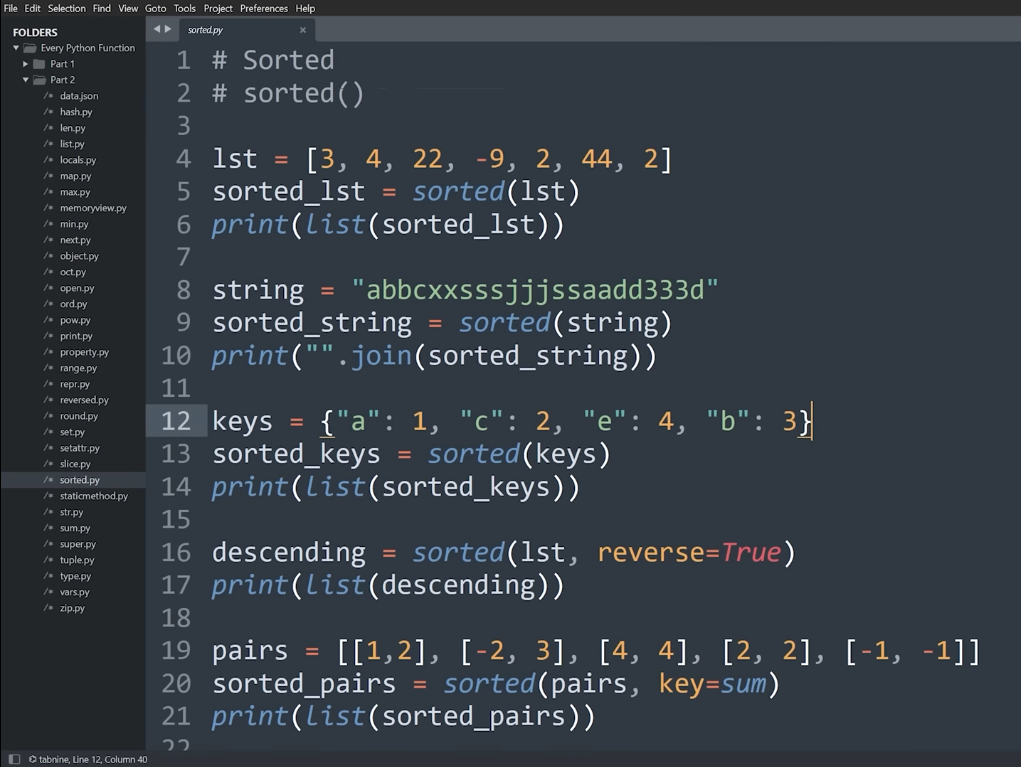 File Edit Selection Find View Goto Tools Project Preferences Help
FOLDERS
Every Python Function
Part 1
Part 2
/* data.json
/* hash.py
/* len.py
/* list.py
/* locals.py
/* map.py
/* max.py
/* memoryview.py
/* min.py
/* next.py
/* object.py
/* oct.py
/* open.py
/* ord.py
/* pow.py
/* print.py
/* property.py
/* range.py
/* repr.py
/* reversed.py
/* round.py
/* set.py
/* setattr.py
/* slice.py
/* sorted.py
/* staticmethod.py
/* str.py
/* sum.py
/* super.py
/* tuple.py
/* type.py
/* vars.py
/* zip.py
sorted.py ×
1 # Sorted
2 # sorted()
3
4 lst = [3, 4, 22, -9, 2, 44, 2]
5 sorted_lst = sorted(lst)
6 print(list(sorted_lst))
7
8 string = "abbcxxsssjjjssaadd333d"
9 sorted_string = sorted(string)
10 print("".join(sorted_string))
11
12 keys = {"a": 1, "c": 2, "e": 4, "b": 3}
13 sorted_keys = sorted(keys)
14 print(list(sorted_keys))
15
16 descending = sorted(lst, reverse=True)
17 print(list(descending))
18
19 pairs = [[1,2], [-2, 3], [4, 4], [2, 2], [-1, -1]]
20 sorted_pairs = sorted(pairs, key=sum)
21 print(list(sorted_pairs))
22
tabnine, Line 12, Column 40